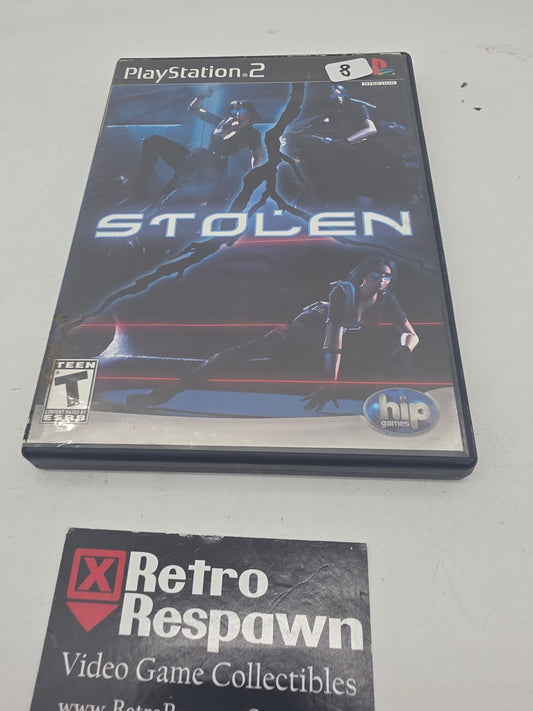 PlayStation 2
8
STOLEN
TEEN
T
CONTENT RATED BY
ESRB
hip
games
Retro
Respawn
Video Game Collectibles